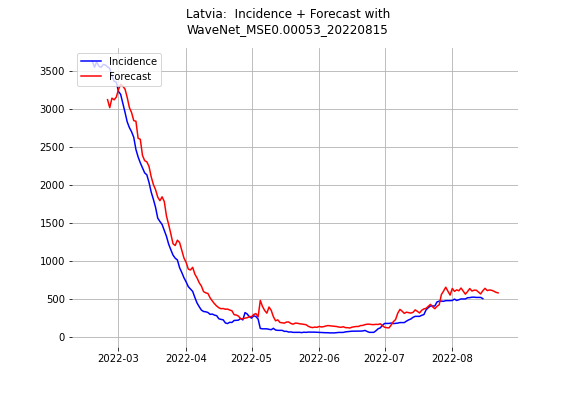 Latvia:  Incidence + Forecast with
WaveNet_MSE0.00053_20220815
Incidence
Forecast
3500
3000
2500
2000
1500
1000
500
0
2022-03 2022-04 2022-05 2022-06 2022-07 2022-08